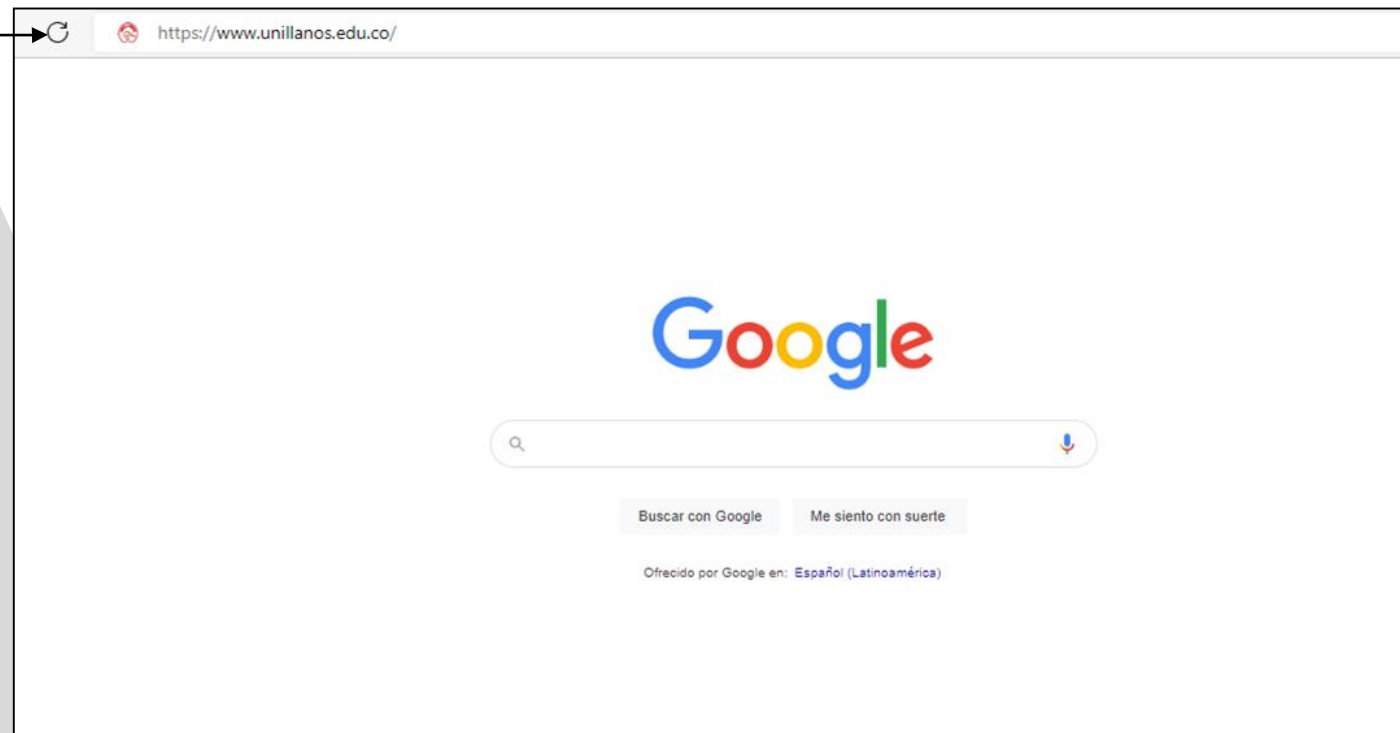 https://www.unillanos.edu.co/
Google
Buscar con Google Me siento con suerte
Ofrecido por Google en: Español (Latinoamérica)